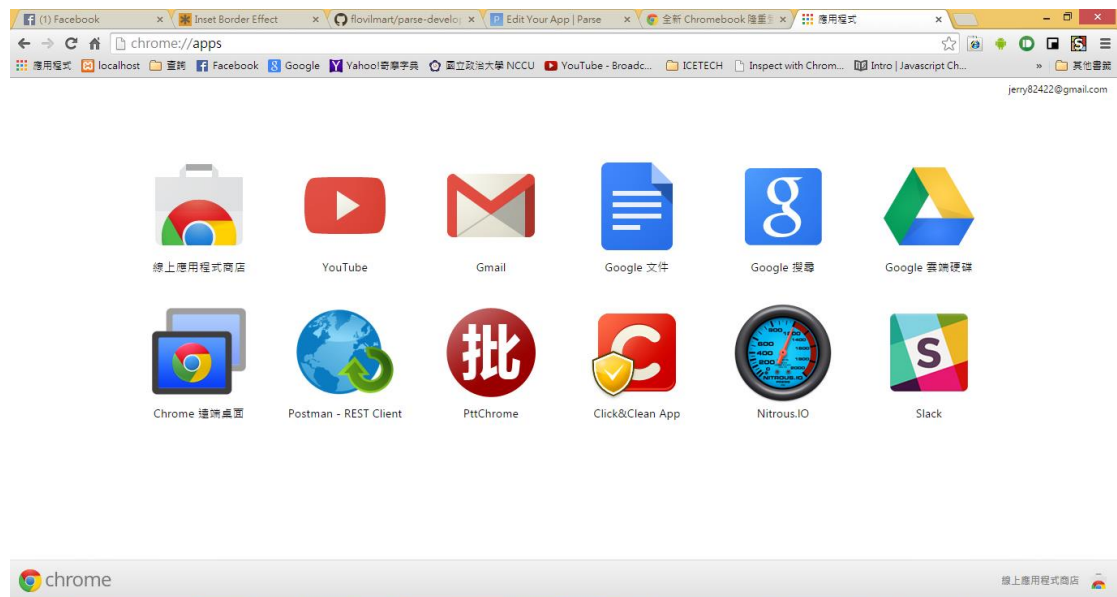 (1) Facebook
Inset Border Effect
flovilmart/parse-develo
Edit Your App | Parse
全新 Chromebook 隆重
應用程式
chrome://apps
應用程式 localhost 查詢 Facebook Google Yahoo!奇摩字典 國立政治大學 NCCU YouTube - Broadc... ICETECH Inspect with Chrom... Intro | Javascript Ch... » 其他書籤
jerry82422@gmail.com
線上應用程式商店 YouTube Gmail Google 文件 Google 搜尋 Google 雲端硬碟
批
NITROUS.IO
S
Chrome 遠端桌面 Postman - REST Client PttChrome Click&Clean App Nitrous.IO Slack
chrome
線上應用程式商店